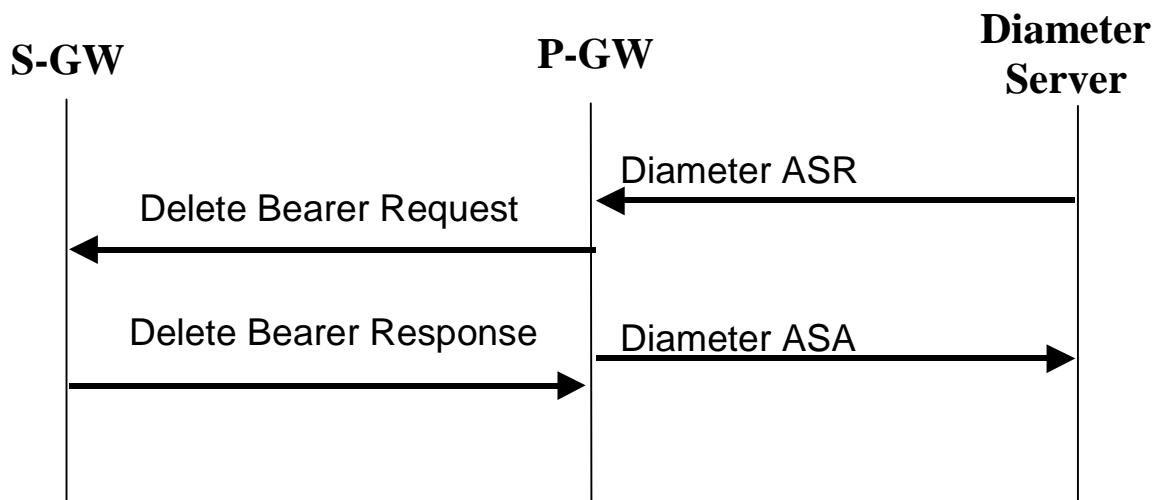 S-GW
P-GW
Diameter
Server
Diameter ASR
Delete Bearer Request
Delete Bearer Response
Diameter ASA